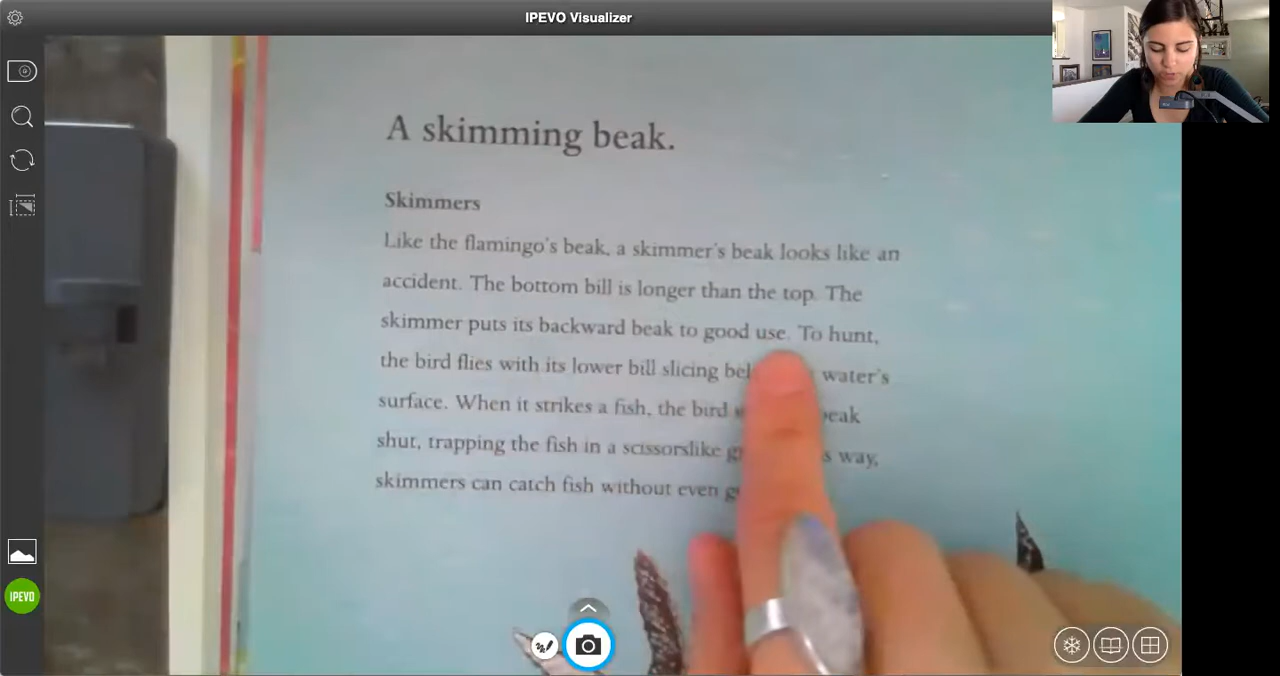 IPEVO Visualizer
A skimming beak.
Skimmers
Like the flamingo's beak, a skimmer's beak looks like an
accident. The bottom bill is longer than the top. The
skimmer puts its backward beak to good use. To hunt,
the bird flies with its lower bill slicing water's
surface. When it strikes a fish, the bird beak
shut, trapping the fish in a scissorslike way,
skimmers can catch fish without even
IPEVO